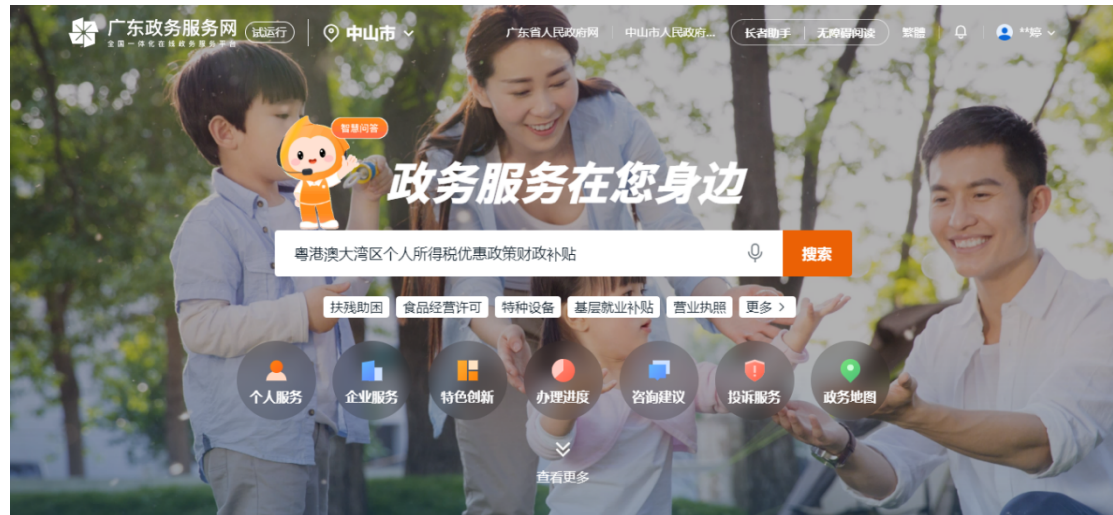 广东政务服务网 试运行 中山市 广东省人民政府网 中山市人民政府... 长者助手 无障碍阅读 繁體 **婷
全国一体化在线政务服务平台
智慧问答
政务服务在您身边
粤港澳大湾区个人所得税优惠政策财政补贴 搜索
扶残助困 食品经营许可 特种设备 基层就业补贴 营业执照 更多 >
个人服务 企业服务 特色创新 办理进度 咨询建议 投诉服务 政务地图
查看更多